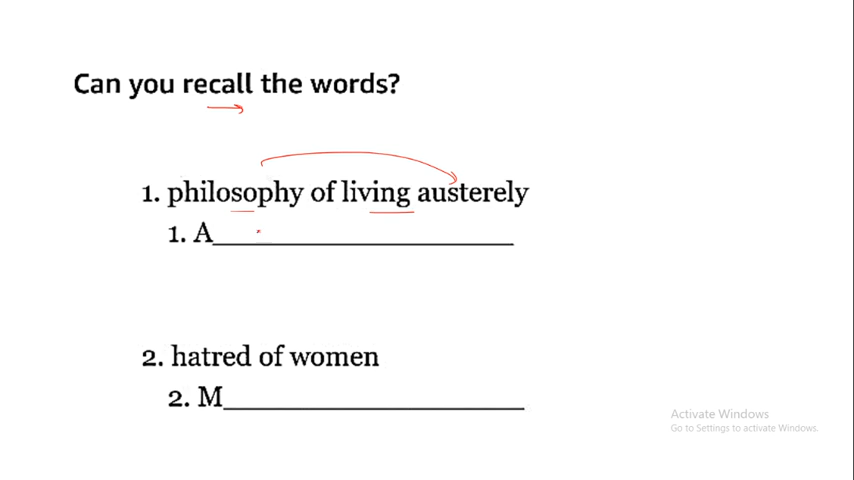 Can you recall the words?
1. philosophy of living austerely
1. A
2. hatred of women
2. M
Activate Windows
Go to Settings to activate Windows.